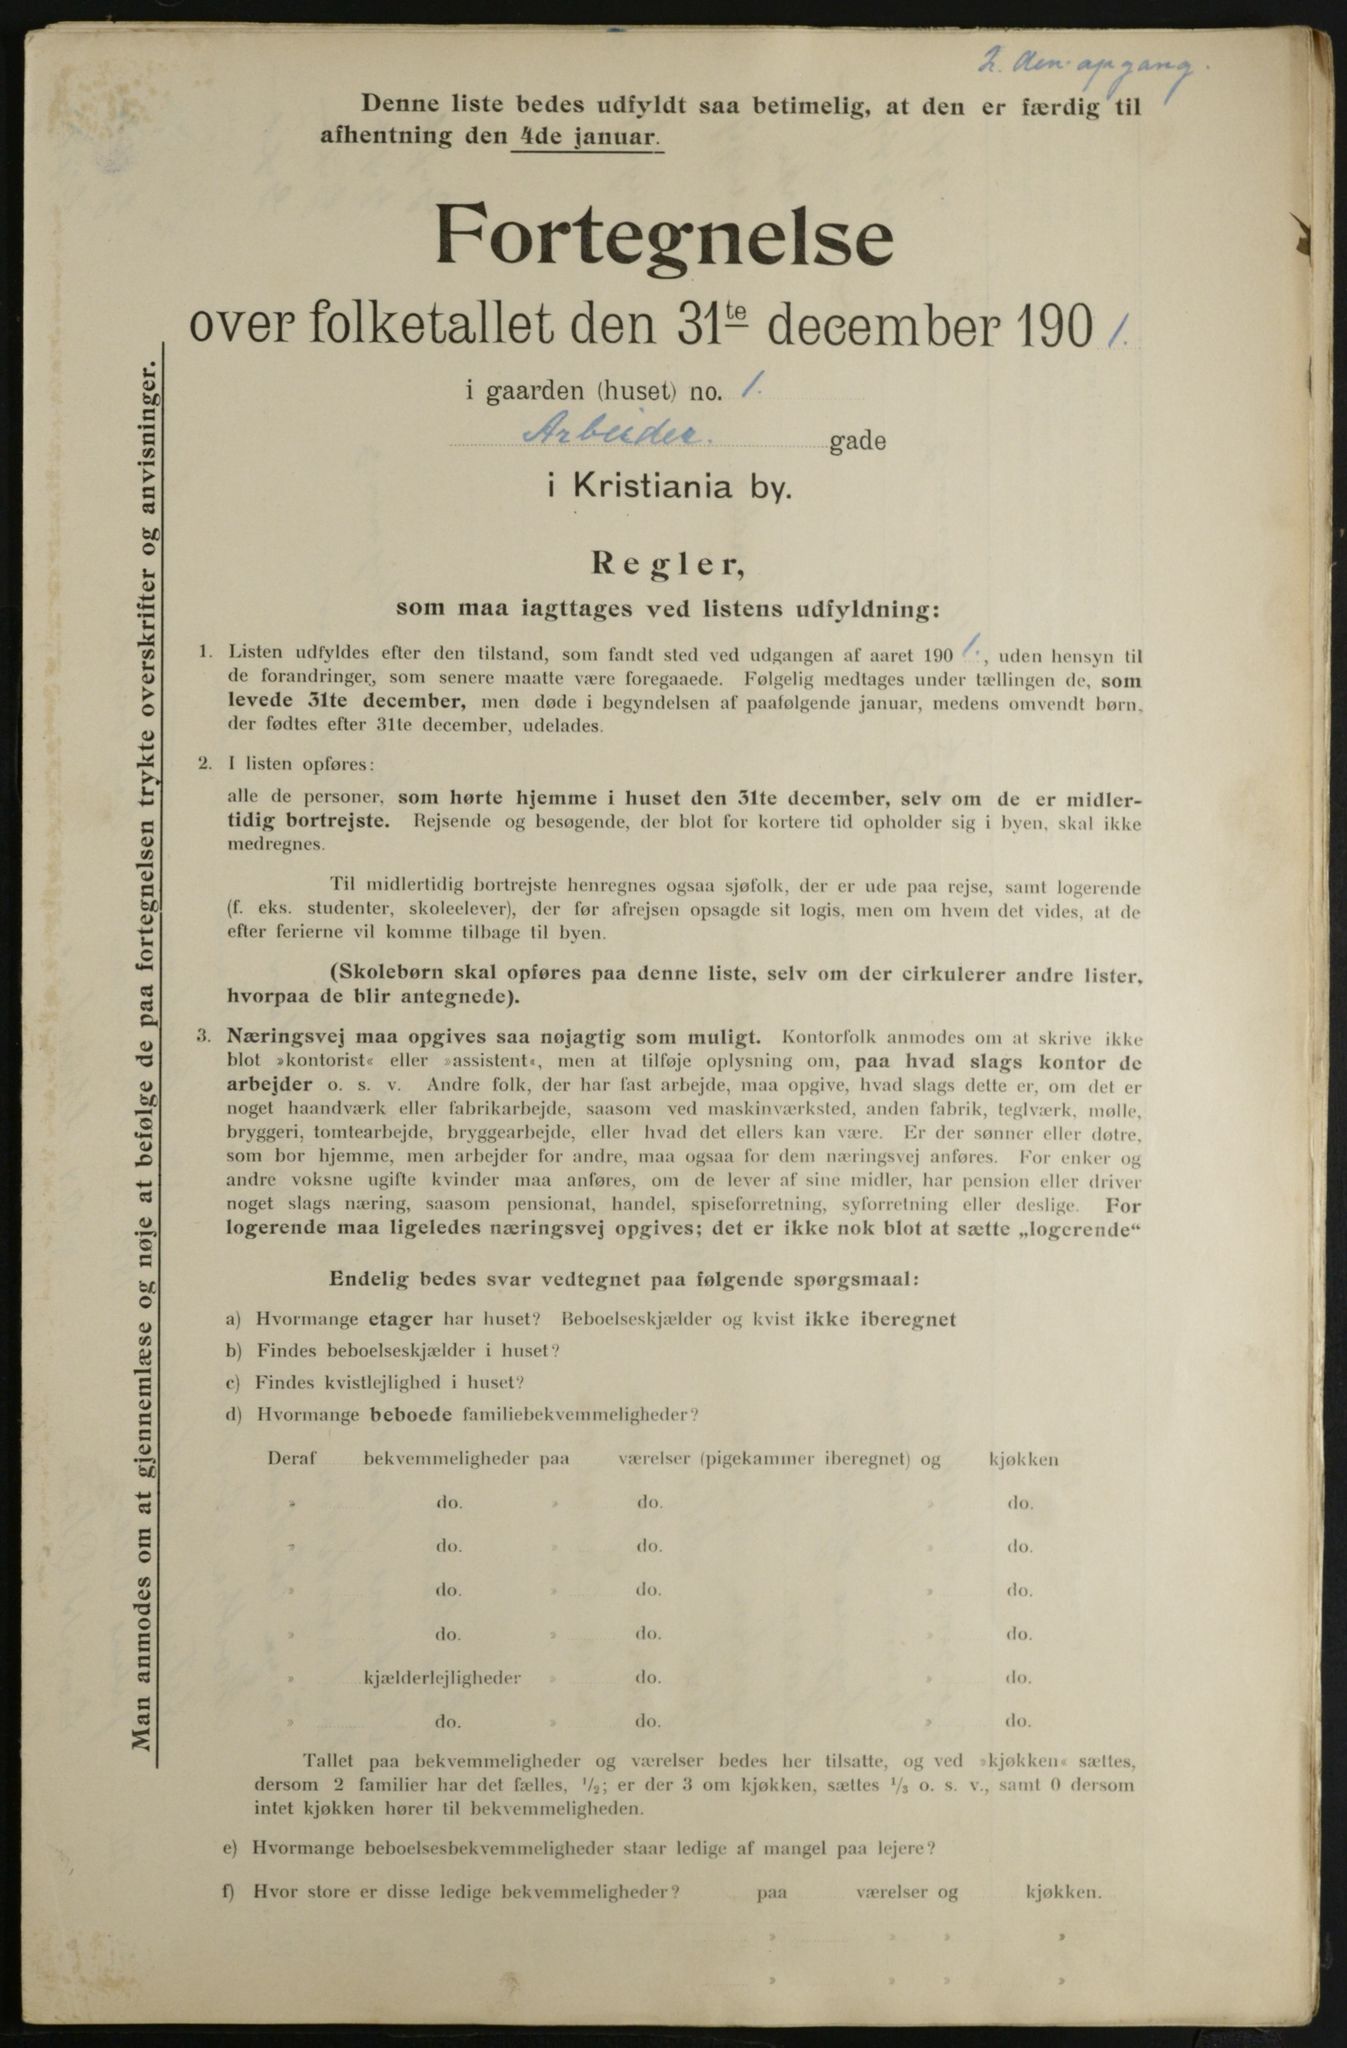 2. den opgang.
Denne liste bedes udfyldt saa betimelig, at den er færdig til
afhentning den 4de januar.
Fortegnelse
over folketallet den 31te december 1901.
i gaarden (huset) no. 1.
Arbeider. gade
i Kristiania by.
Regler,
som maa iagttages ved listens udfyldning:
1. Listen udfyldes efter den tilstand, som fandt sted ved udgangen af aaret 1901., uden hensyn til
de forandringer, som senere maatte være foregaaede. Følgelig medtages under tællingen de, som
levede 31te december, men døde i begyndelsen af paafølgende januar, medens omvendt børn,
der fødtes efter 31te december, udelades.
2. I listen opføres:
alle de personer, som hørte hjemme i huset den 31te december, selv om de er midler-
tidig bortrejste. Rejsende og besøgende, der blot for kortere tid opholder sig i byen, skal ikke
medregnes.
Til midlertidig bortrejste henregnes ogsaa sjøfolk, der er ude paa rejse, samt logerende
(f. eks. studenter, skoleelever), der før afrejsen opsagde sit logis, men om hvem det vides, at de
efter ferierne vil komme tilbage til byen.
(Skolebørn skal opføres paa denne liste, selv om der cirkulerer andre lister,
hvorpaa de blir antegnede).
3. Næringsvej maa opgives saa nøjagtig som muligt. Kontorfolk anmodes om at skrive ikke
blot »kontorist« eller »assistent«, men at tilføje oplysning om, paa hvad slags kontor de
arbejder o. s. v. Andre folk, der har fast arbejde, maa opgive, hvad slags dette er, om det er
noget haandværk eller fabrikarbejde, saasom ved maskinværksted, anden fabrik, teglværk, mølle,
bryggeri, tomtearbejde, bryggearbejde, eller hvad det ellers kan være. Er der sønner eller døtre,
som bor hjemme, men arbejder for andre, maa ogsaa for dem næringsvej anføres. For enker og
andre voksne ugifte kvinder maa anføres, om de lever af sine midler, har pension eller driver
noget slags næring, saasom pensionat, handel, spiseforretning, syforretning eller deslige. For
logerende maa ligeledes næringsvej opgives; det er ikke nok blot at sætte „logerende“
Endelig bedes svar vedtegnet paa følgende spørgsmaal:
a) Hvormange etager har huset? Beboelseskjælder og kvist ikke iberegnet
b) Findes beboelseskjælder i huset?
c) Findes kvistlejlighed i huset?
d) Hvormange beboede familiebekvemmeligheder?
Deraf bekvemmeligheder paa værelser (pigekammer iberegnet) og kjøkken
» do. » do. » do.
» do. » do. » do.
» do. » do. » do.
» do. » do. » do.
» kjælderlejligheder » do. » do.
» do. » do. » do.
Tallet paa bekvemmeligheder og værelser bedes her tilsatte, og ved »kjøkken« sættes,
dersom 2 familier har det fælles, 1/2; er der 3 om kjøkken, sættes 1/3 o. s. v., samt 0 dersom
intet kjøkken hører til bekvemmeligheden.
e) Hvormange beboelsesbekvemmeligheder staar ledige af mangel paa lejere?
f) Hvor store er disse ledige bekvemmeligheder? paa værelser og kjøkken.
» » » »
» » » »
Man anmodes om at gjennemlæse og nøje at befølge de paa fortegnelsen trykte overskrifter og anvisninger.